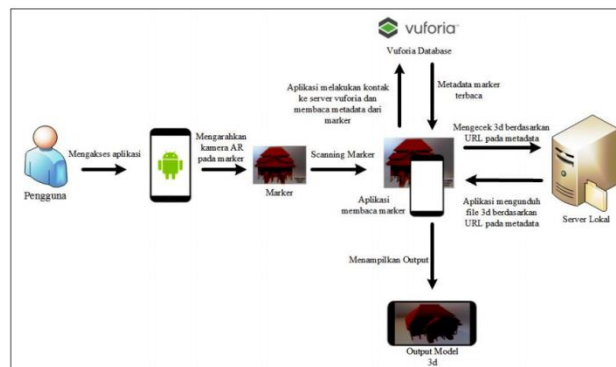 vuforia™
Vuforia Database
Aplikasi melakukan kontak
ke server vuforia dan
membaca metadata dari
marker
Metadata marker
terbaca
Mengakses aplikasi
Pengguna
Mengarahkan
kamera AR
pada marker
Marker
Scanning Marker
Aplikasi
membaca marker
Mengecek 3d berdasarkan
URL pada metadata
Aplikasi mengunduh
file 3d berdasarkan
URL pada metadata
Server Lokal
Menampilkan Output
Output Model
3d